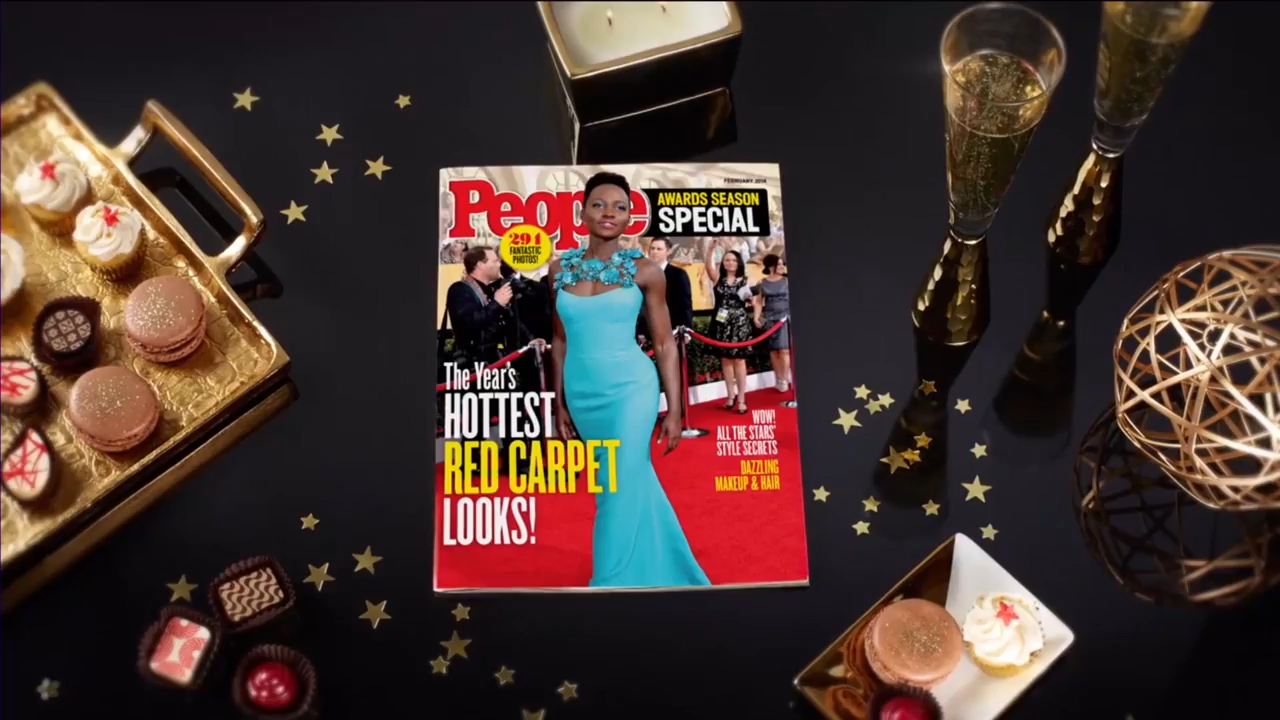 People
FEBRUARY 2014
AWARDS SEASON
SPECIAL
291
FANTASTIC
PHOTOS!
The Year's
HOTTEST
RED CARPET
LOOKS!
WOW!
ALL THE STARS'
STYLE SECRETS
DAZZLING
MAKEUP & HAIR